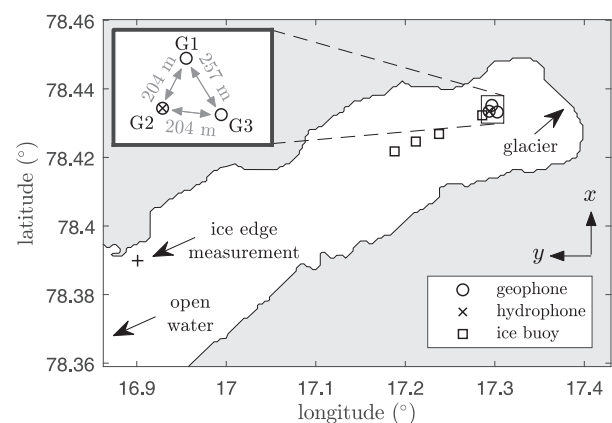 78.46
78.44
78.42
78.4
78.38
78.36
latitude (°)
G1
204 m
257 m
G2
G3
204 m
glacier
x
y
ice edge
measurement
open
water
geophone
hydrophone
ice buoy
16.9
17
17.1
17.2
17.3
17.4
longitude (°)